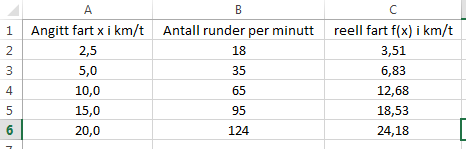 A B C
1 Angitt fart x i km/t Antall runder per minutt reell fart f(x) i km/t
2 2,5 18 3,51
3 5,0 35 6,83
4 10,0 65 12,68
5 15,0 95 18,53
6 20,0 124 24,18